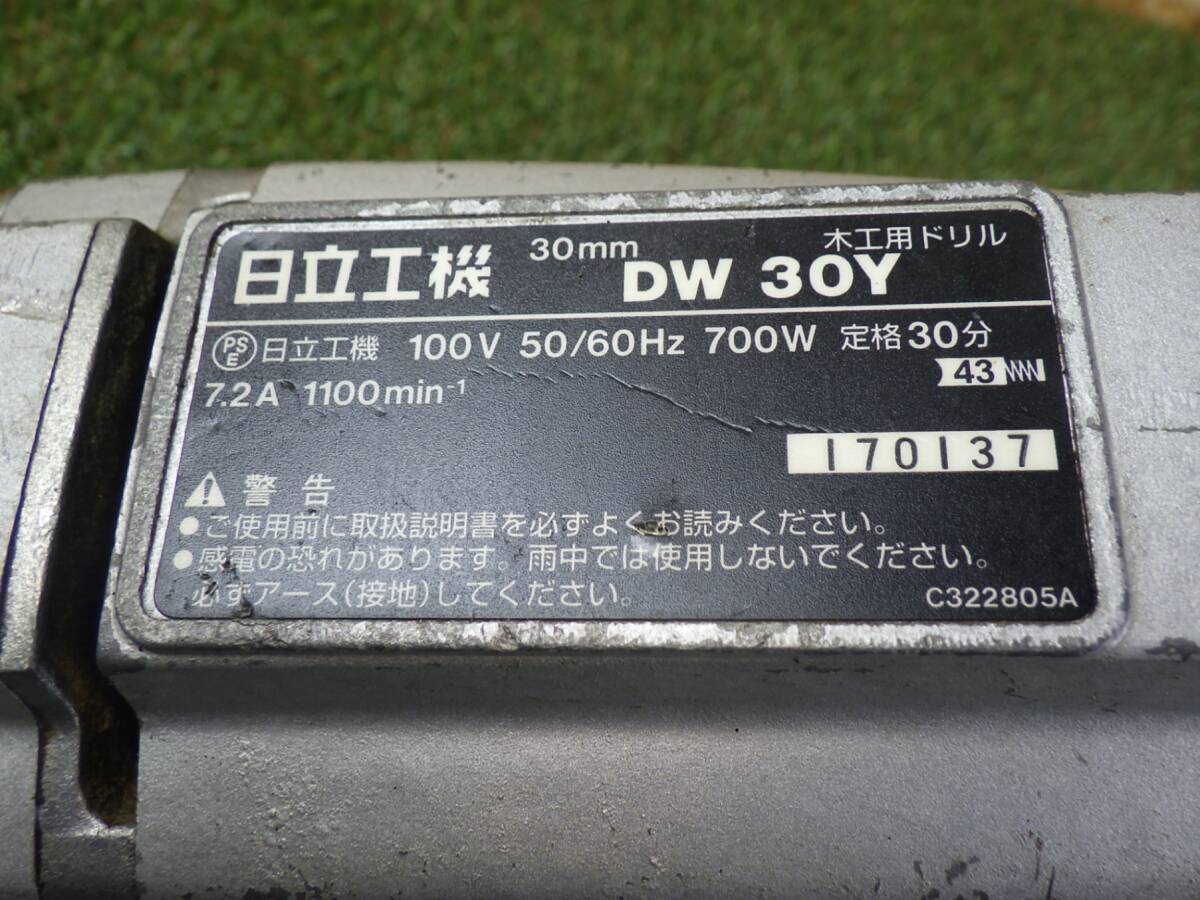 日立工機 30mm DW 30Y 木工用ドリル
PSE 日立工機 100V 50/60Hz 700W 定格30分
7.2A 1100min⁻¹ 43
170137
警告
●ご使用前に取扱説明書を必ずよくお読みください。
●感電の恐れがあります。雨中では使用しないでください。
必ずアース(接地)してください。
C322805A